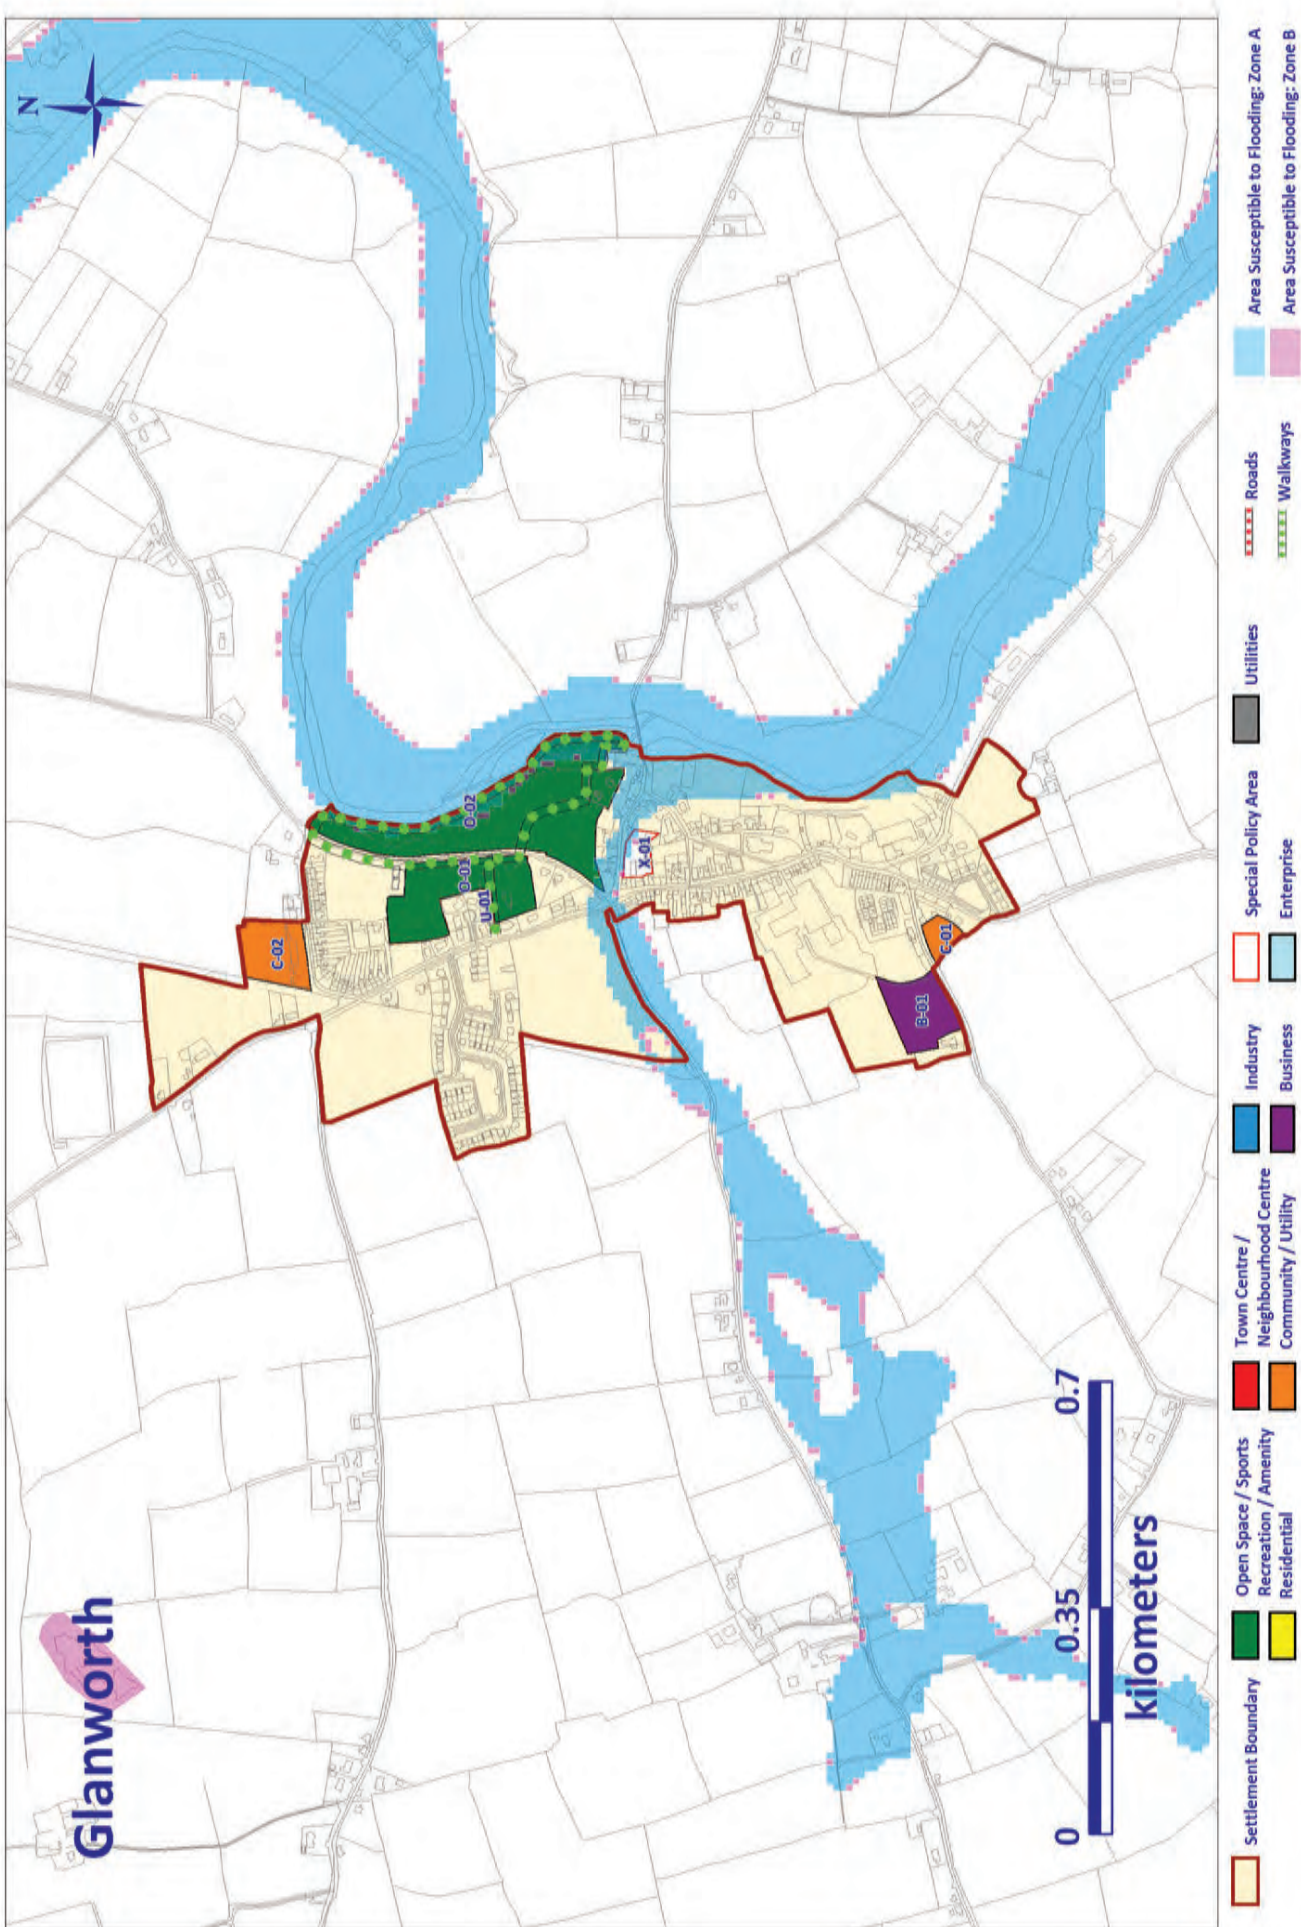 Glanworth
N
C-02
O-02
O-01
U-01
X-01
C-01
B-01
0 0.35 0.7
kilometers
Settlement Boundary
Open Space / Sports
Recreation / Amenity
Residential
Town Centre /
Neighbourhood Centre
Community / Utility
Industry
Business
Special Policy Area
Enterprise
Utilities
Roads
Walkways
Area Susceptible to Flooding: Zone A
Area Susceptible to Flooding: Zone B